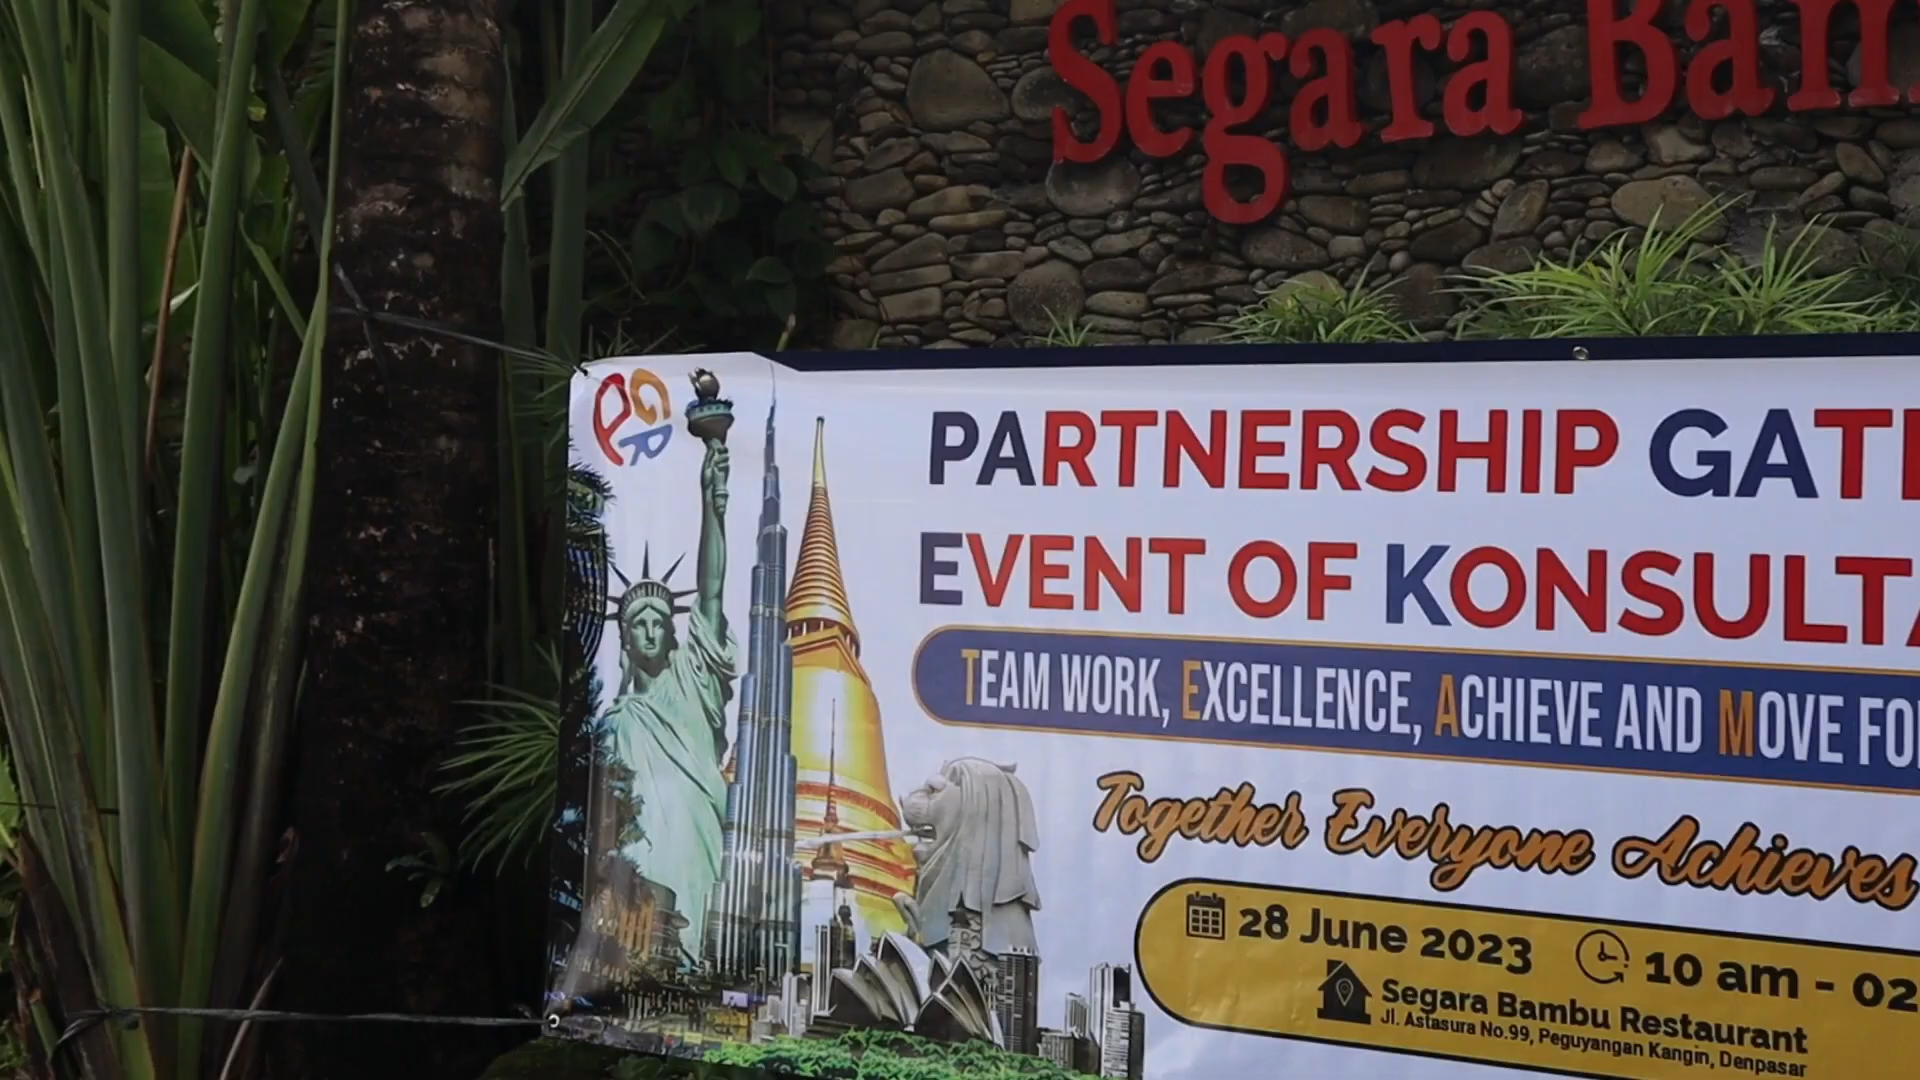 Segara Bam
PARTNERSHIP GAT
EVENT OF KONSULTA
TEAM WORK, EXCELLENCE, ACHIEVE AND MOVE FO
Together Everyone Achieves
28 June 2023 10 am - 02
Segara Bambu Restaurant
Jl. Astasura No.99, Peguyangan Kangin, Denpasar